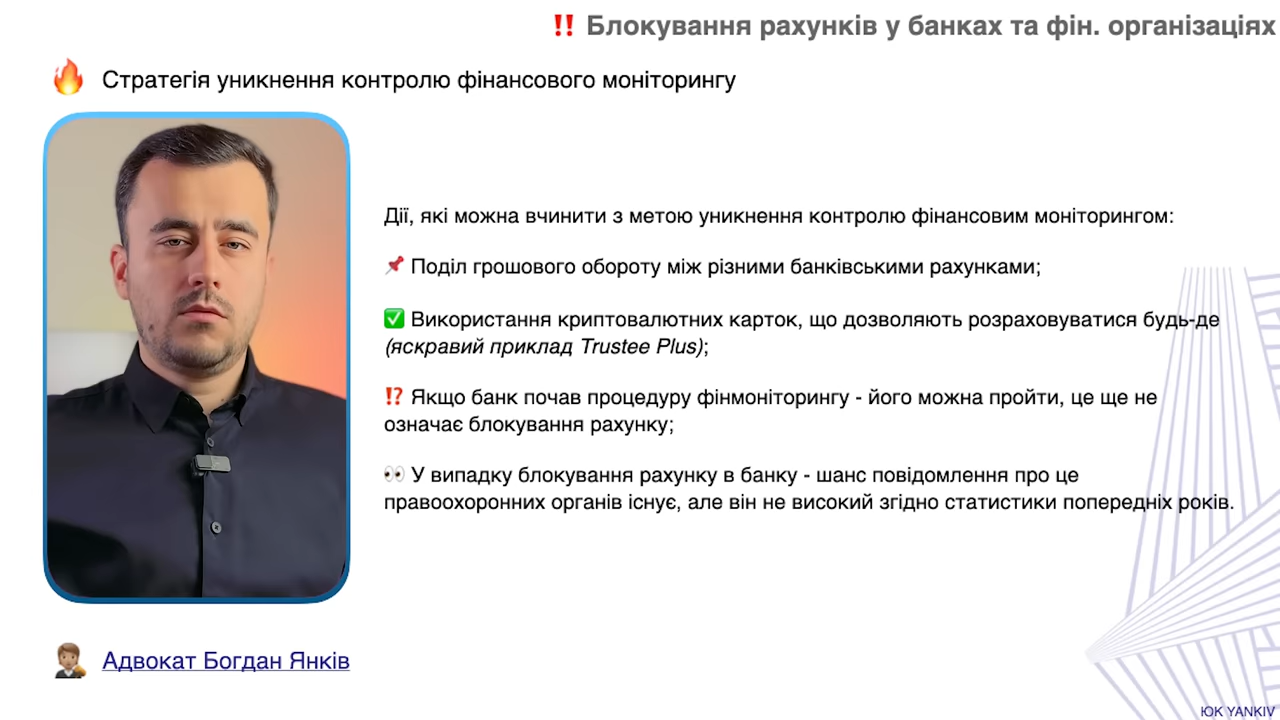 ‼️ Блокування рахунків у банках та фін. організаціях
🔥 Стратегія уникнення контролю фінансового моніторингу
Дії, які можна вчинити з метою уникнення контролю фінансовим моніторингом:
📌 Поділ грошового обороту між різними банківськими рахунками;
✅ Використання криптовалютних карток, що дозволяють розраховуватися будь-де
(яскравий приклад Trustee Plus);
⁉️ Якщо банк почав процедуру фінмоніторингу - його можна пройти, це ще не
означає блокування рахунку;
👀 У випадку блокування рахунку в банку - шанс повідомлення про це
правоохоронних органів існує, але він не високий згідно статистики попередніх років.
Адвокат Богдан Янків
ЮК YANKIV